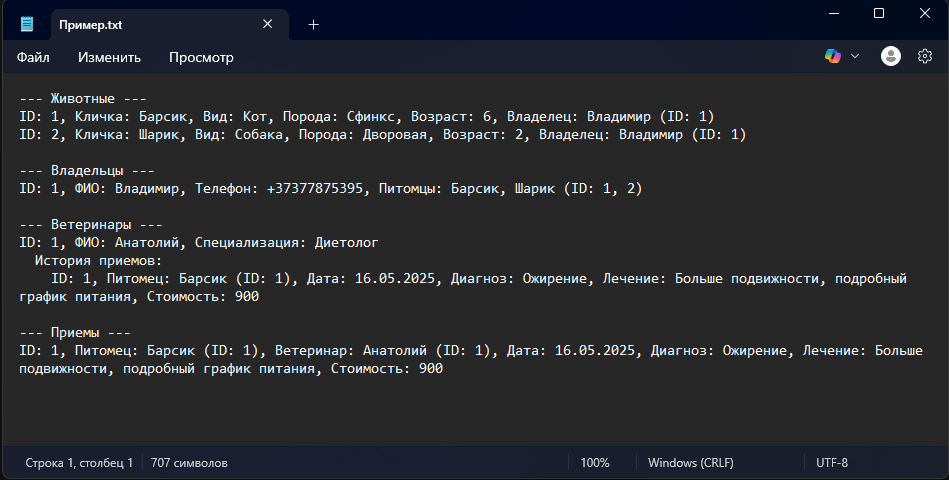 Пример.txt
Файл Изменить Просмотр
--- Животные ---
ID: 1, Кличка: Барсик, Вид: Кот, Порода: Сфинкс, Возраст: 6, Владелец: Владимир (ID: 1)
ID: 2, Кличка: Шарик, Вид: Собака, Порода: Дворовая, Возраст: 2, Владелец: Владимир (ID: 1)
--- Владельцы ---
ID: 1, ФИО: Владимир, Телефон: +37377875395, Питомцы: Барсик, Шарик (ID: 1, 2)
--- Ветеринары ---
ID: 1, ФИО: Анатолий, Специализация: Диетолог
История приемов:
ID: 1, Питомец: Барсик (ID: 1), Дата: 16.05.2025, Диагноз: Ожирение, Лечение: Больше подвижности, подробный
график питания, Стоимость: 900
--- Приемы ---
ID: 1, Питомец: Барсик (ID: 1), Ветеринар: Анатолий (ID: 1), Дата: 16.05.2025, Диагноз: Ожирение, Лечение: Больше
подвижности, подробный график питания, Стоимость: 900
Строка 1, столбец 1 707 символов 100% Windows (CRLF) UTF-8